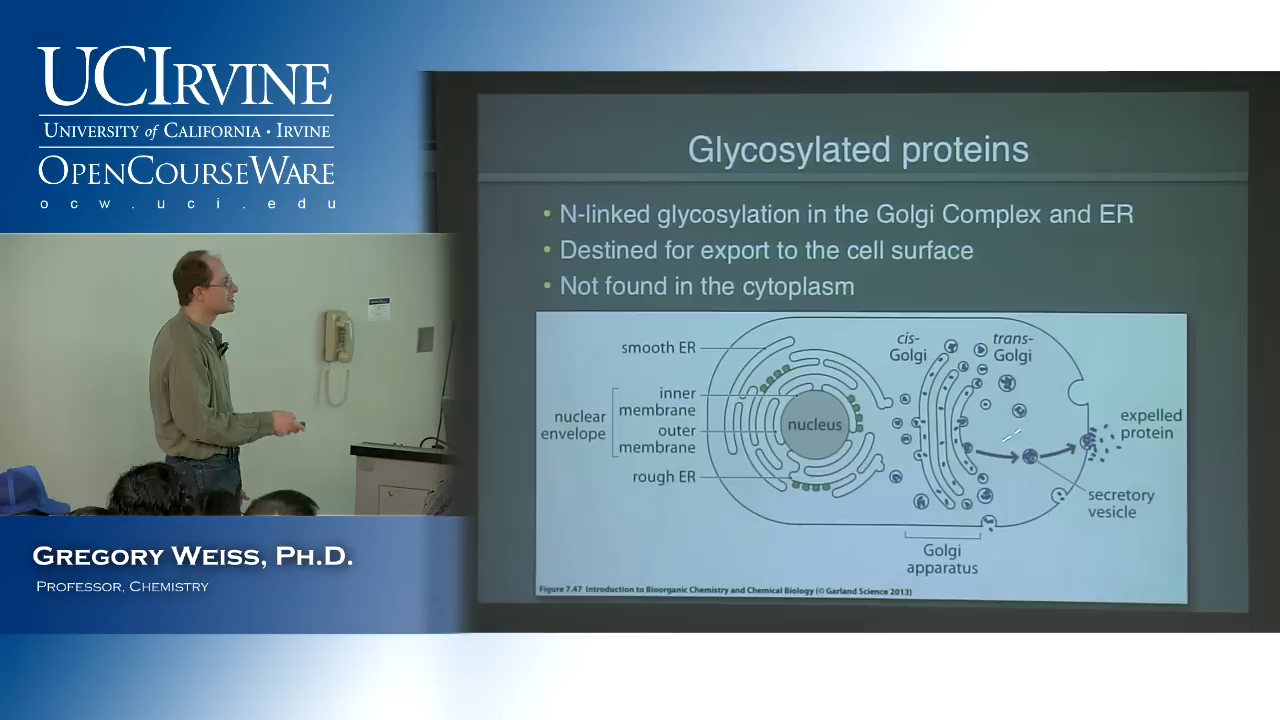 UCIRVINE
UNIVERSITY of CALIFORNIA • IRVINE
OPENCOURSEWARE
ocw.uci.edu
GREGORY WEISS, PH.D.
PROFESSOR, CHEMISTRY
Glycosylated proteins
• N-linked glycosylation in the Golgi Complex and ER
• Destined for export to the cell surface
• Not found in the cytoplasm
smooth ER
nuclear
envelope
inner
membrane
outer
membrane
rough ER
nucleus
cis-
Golgi
trans-
Golgi
expelled
protein
secretory
vesicle
Golgi
apparatus
Figure 7.47 Introduction to Bioorganic Chemistry and Chemical Biology (© Garland Science 2013)